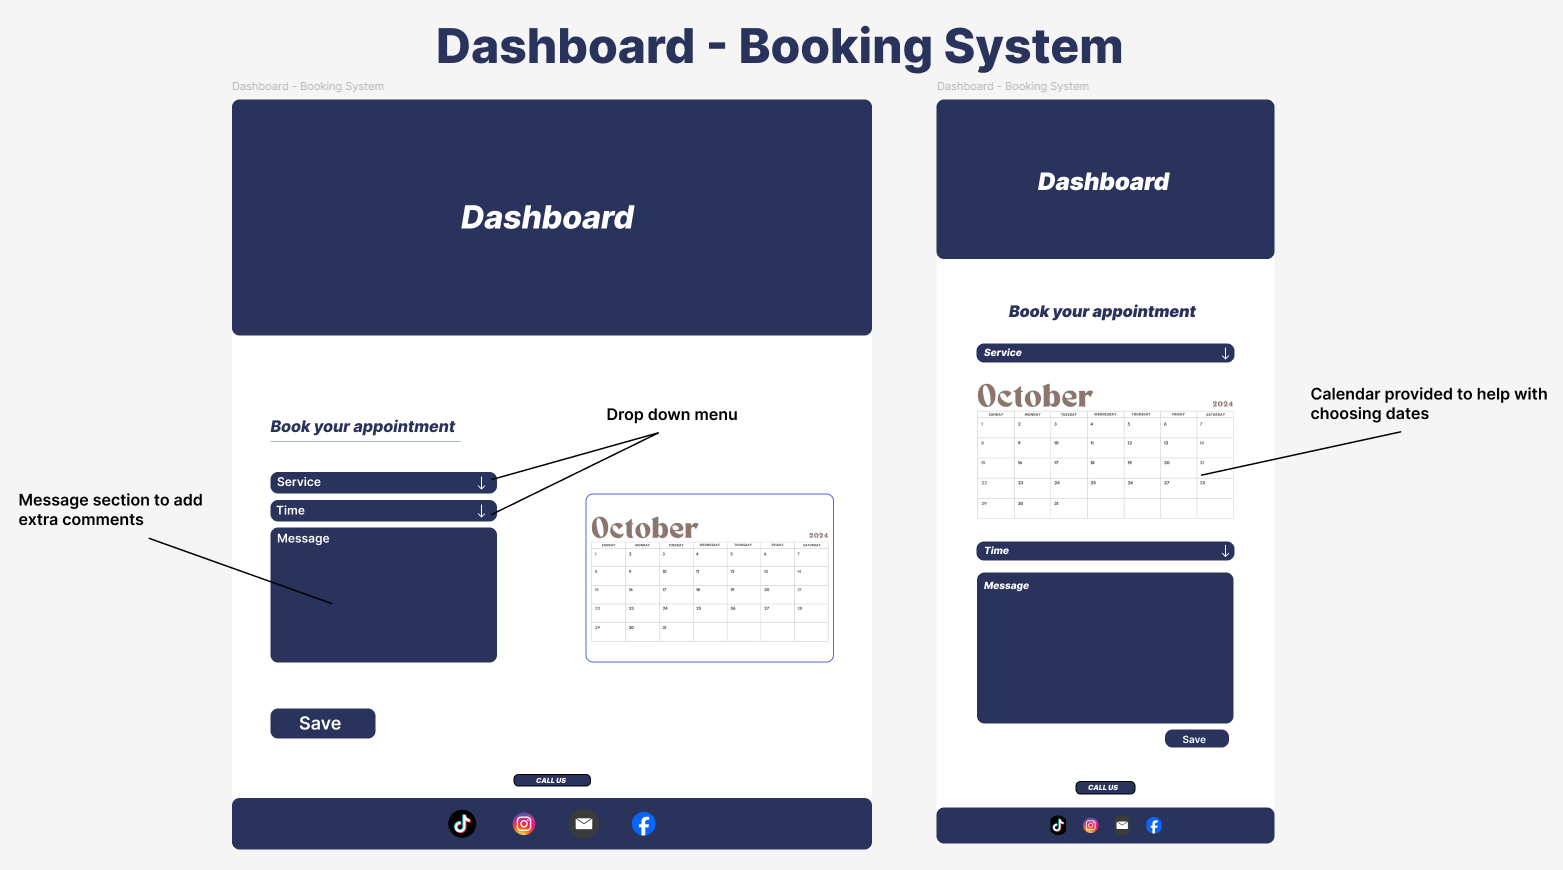 Dashboard - Booking System
Dashboard - Booking System
Dashboard
Book your appointment
Drop down menu
Message section to add
extra comments
Service
Time
Message
October
2024
SUNDAY MONDAY TUESDAY WEDNESDAY THURSDAY FRIDAY SATURDAY
1 2 3 4 5 6 7
8 9 10 11 12 13 14
15 16 17 18 19 20 21
22 23 24 25 26 27 28
29 30 31
Save
CALL US
Dashboard - Booking System
Dashboard
Book your appointment
Service
October
2024
SUNDAY MONDAY TUESDAY WEDNESDAY THURSDAY FRIDAY SATURDAY
1 2 3 4 5 6 7
8 9 10 11 12 13 14
15 16 17 18 19 20 21
22 23 24 25 26 27 28
29 30 31
Calendar provided to help with
choosing dates
Time
Message
Save
CALL US